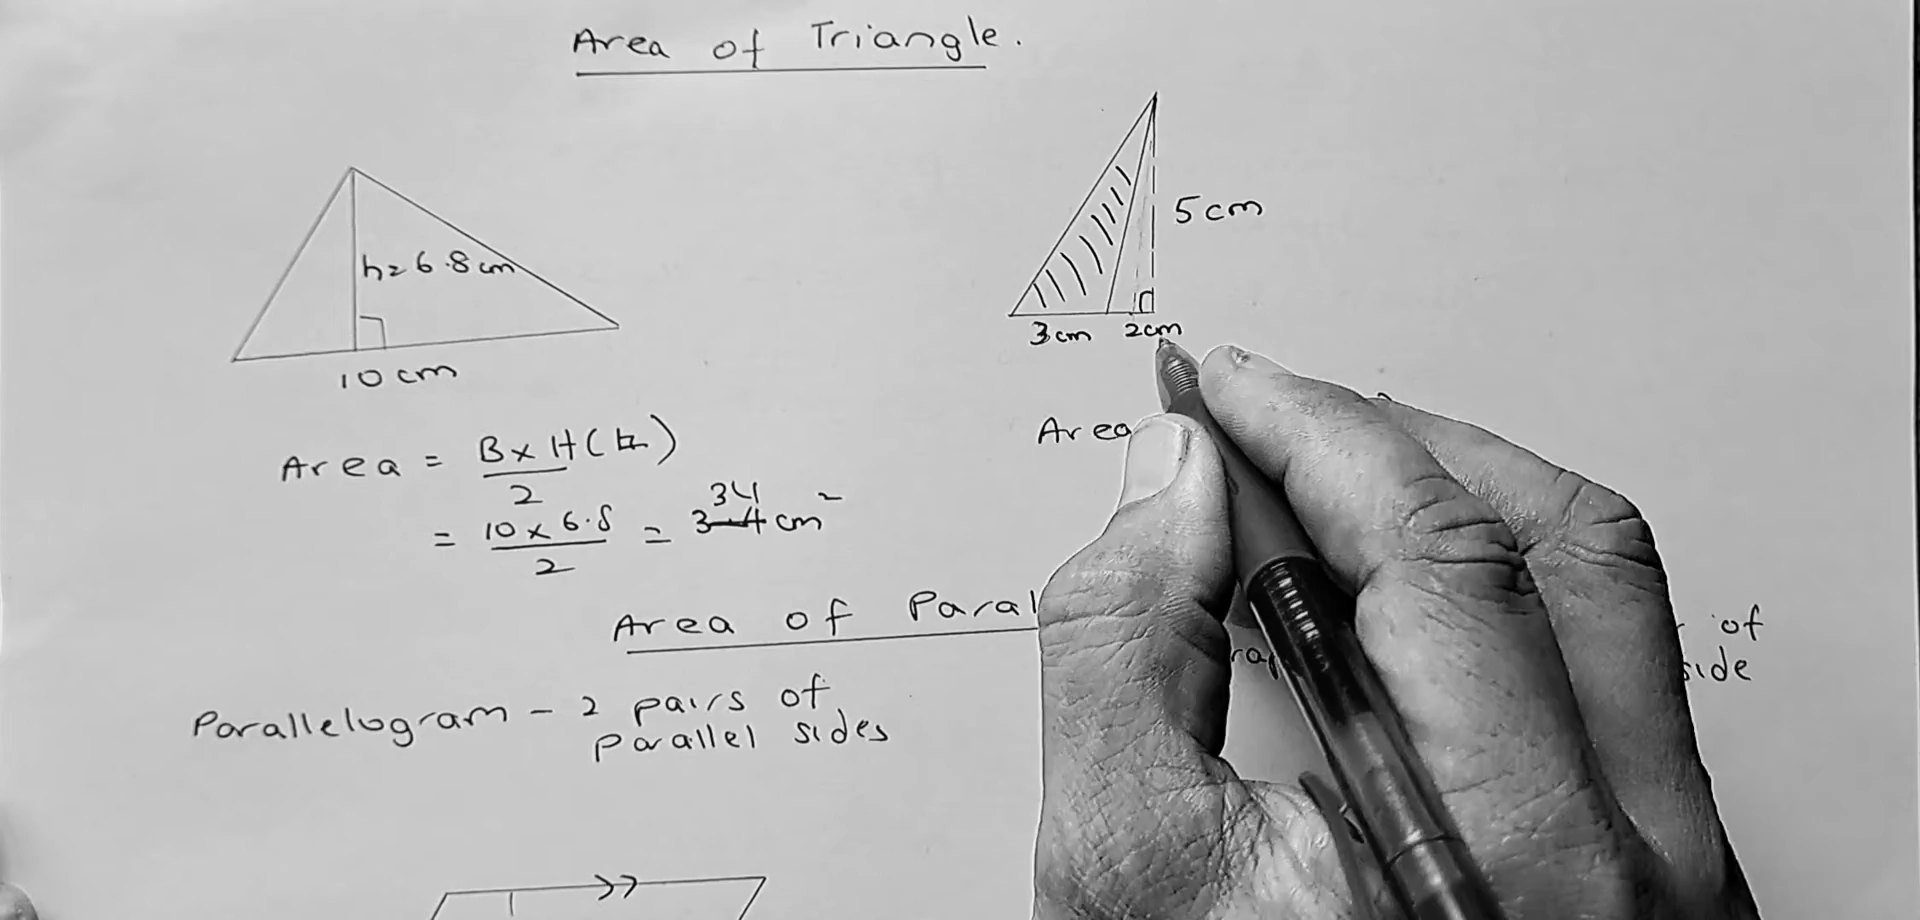 Area of Triangle.
h=6.8cm
10cm
5cm
3cm 2cm
Area = B x H (h)
2
= 10 x 6.8 = 34 cm²
2
Area
Area of Paral
of
side
Parallelogram - 2 pairs of
parallel sides